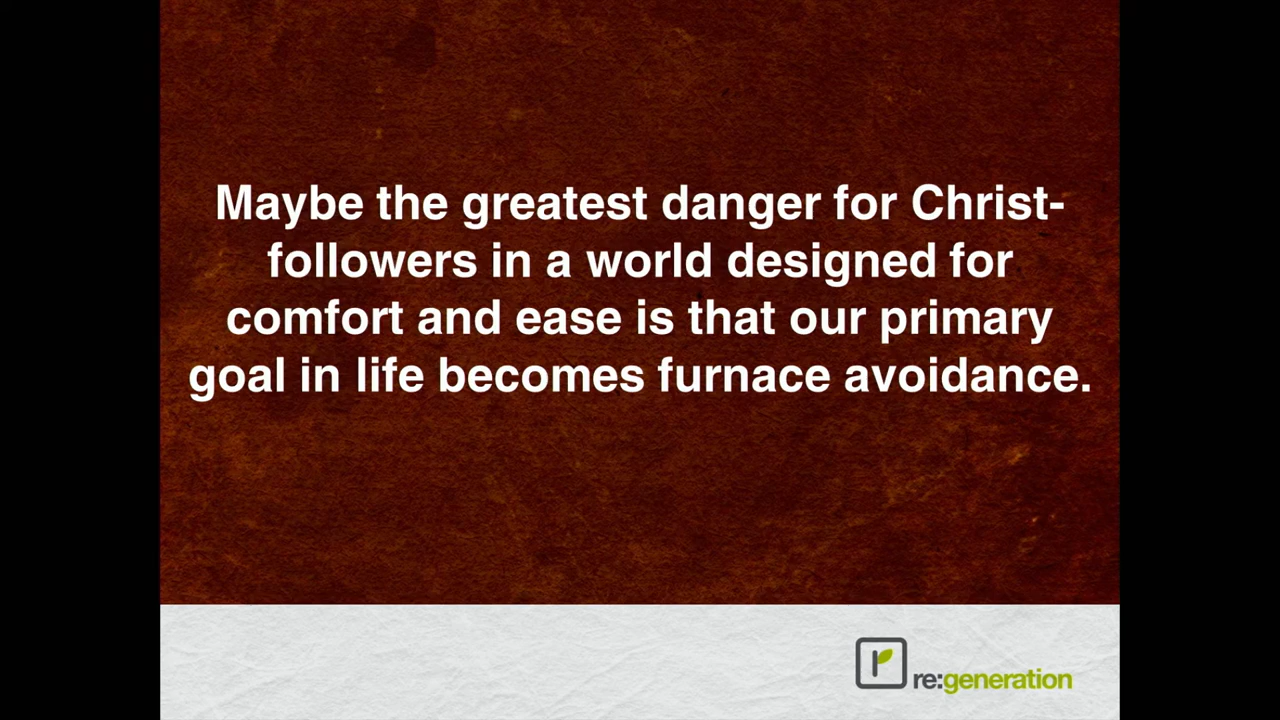 Maybe the greatest danger for Christ-
followers in a world designed for
comfort and ease is that our primary
goal in life becomes furnace avoidance.
r re:generation